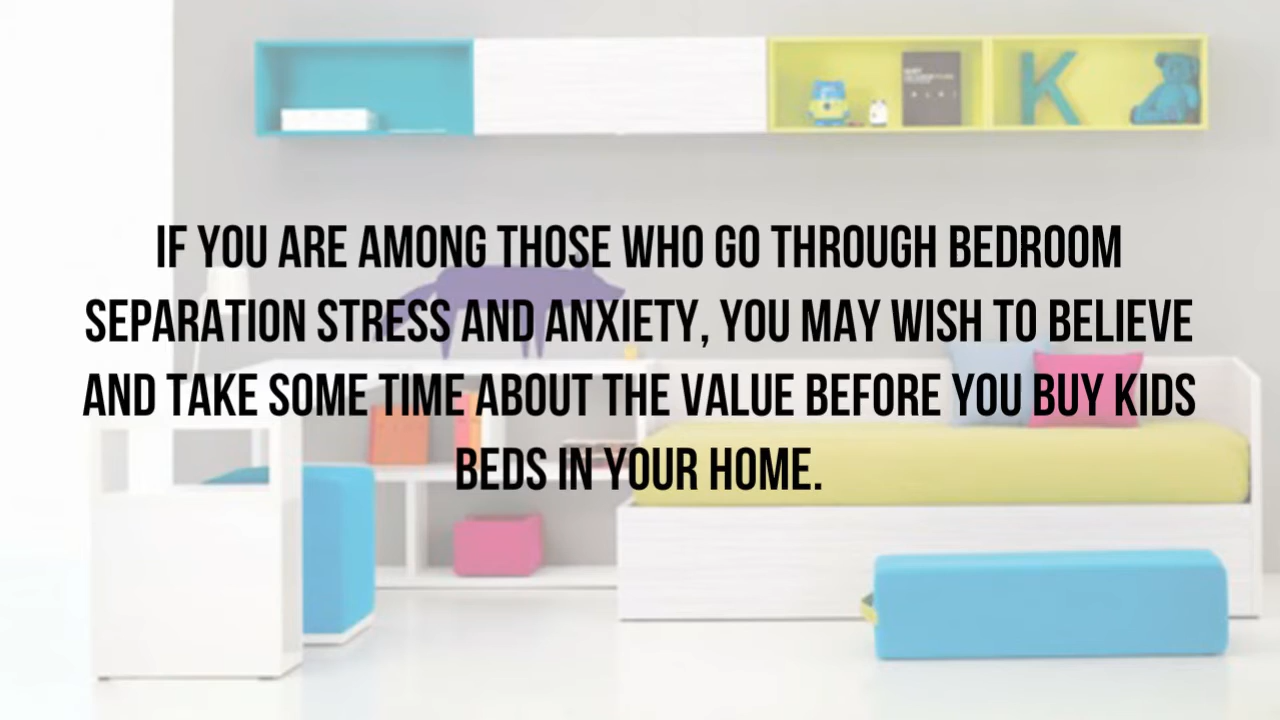 IF YOU ARE AMONG THOSE WHO GO THROUGH BEDROOM
SEPARATION STRESS AND ANXIETY, YOU MAY WISH TO BELIEVE
AND TAKE SOME TIME ABOUT THE VALUE BEFORE YOU BUY KIDS
BEDS IN YOUR HOME.
K